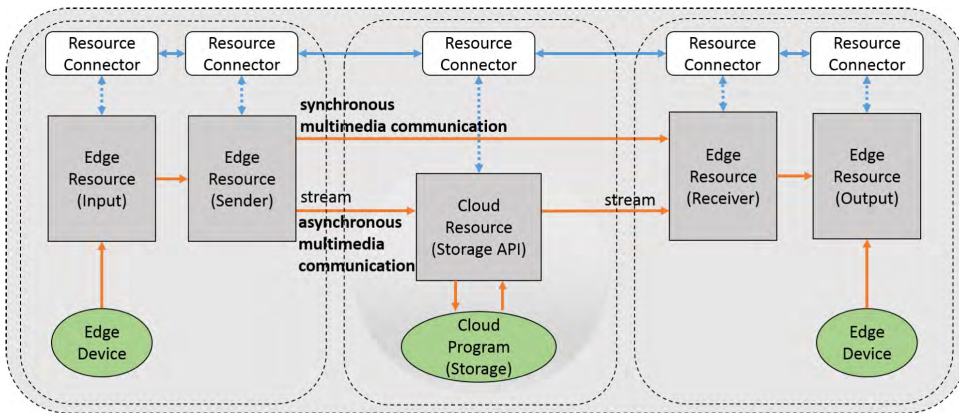 Resource
Connector
Resource
Connector
Resource
Connector
Resource
Connector
Resource
Connector
synchronous
multimedia communication
Edge
Resource
(Input)
Edge
Resource
(Sender)
stream
asynchronous
multimedia
communication
Cloud
Resource
(Storage API)
stream
Edge
Resource
(Receiver)
Edge
Resource
(Output)
Edge
Device
Cloud
Program
(Storage)
Edge
Device